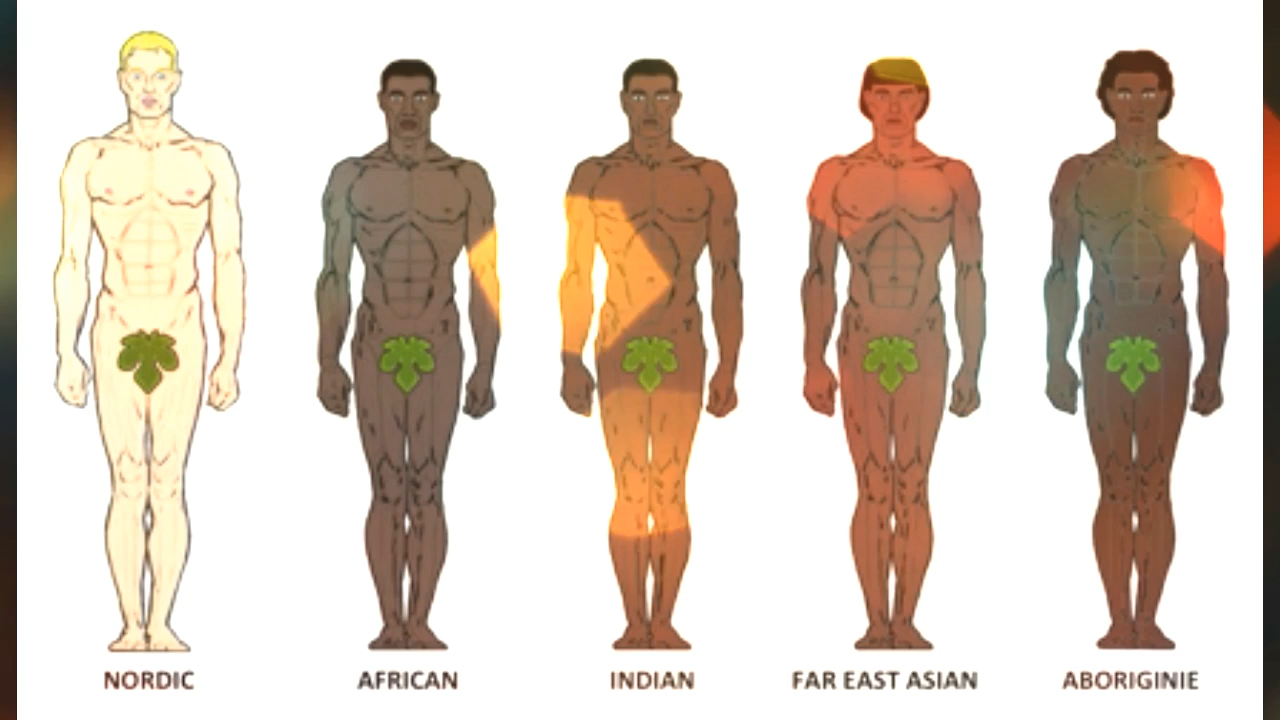 NORDIC
AFRICAN
INDIAN
FAR EAST ASIAN
ABORIGINIE